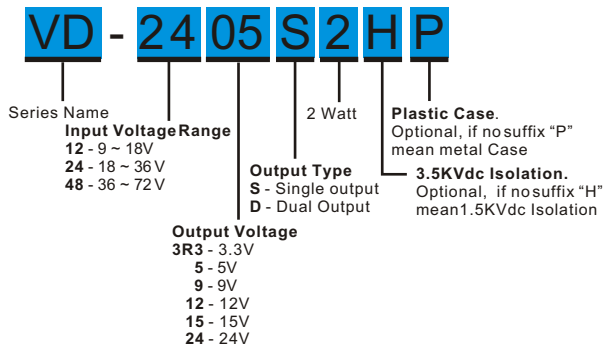 VD - 24 05 S 2 H P
Series Name
Input Voltage Range
12 - 9 ~ 18V
24 - 18 ~ 36V
48 - 36 ~ 72V
Output Voltage
3R3 - 3.3V
5 - 5V
9 - 9V
12 - 12V
15 - 15V
24 - 24V
Output Type
S - Single output
D - Dual Output
2 Watt
Plastic Case.
Optional, if no suffix “P”
mean metal Case
3.5KVdc Isolation.
Optional, if no suffix “H”
mean1.5KVdc Isolation